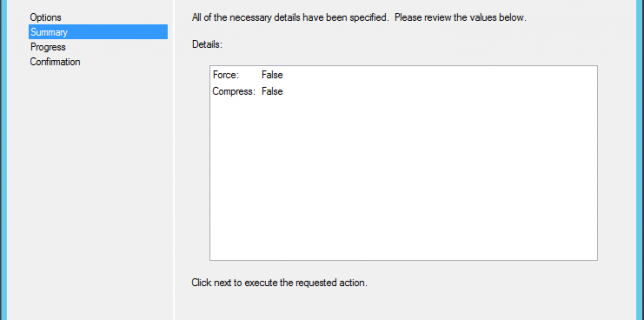 Options
Summary
Progress
Confirmation
All of the necessary details have been specified.  Please review the values below.
Details:
Force: False
Compress: False
Click next to execute the requested action.